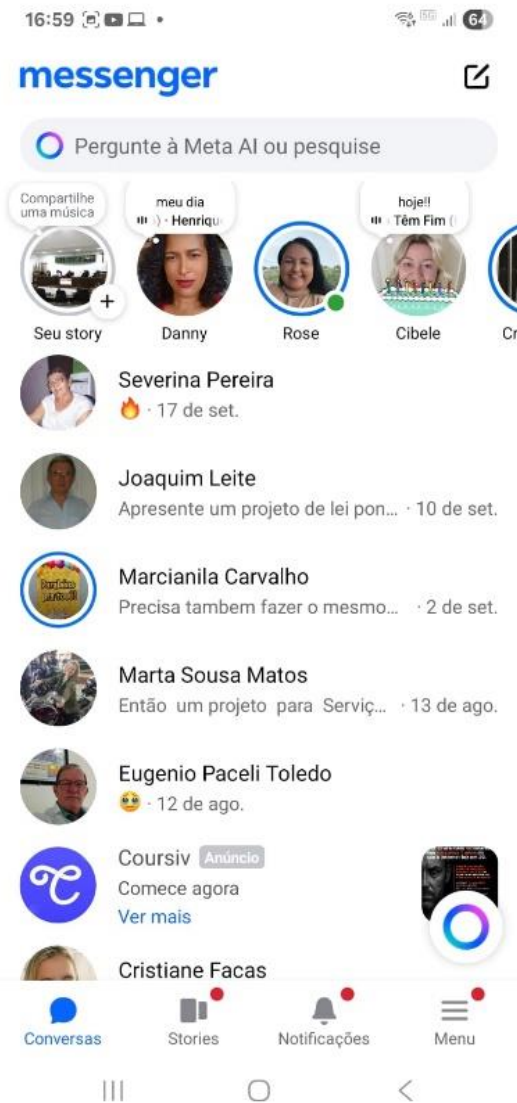 16:59
5G
64
messenger
Pergunte à Meta AI ou pesquise
Compartilhe
uma música
meu dia
· Henriqu
hoje!!
Têm Fim (
Seu story
Danny
Rose
Cibele
Cr
Severina Pereira
🔥 · 17 de set.
Joaquim Leite
Apresente um projeto de lei pon... · 10 de set.
Marcianila Carvalho
Precisa tambem fazer o mesmo... · 2 de set.
Marta Sousa Matos
Então um projeto para Serviç... · 13 de ago.
Eugenio Paceli Toledo
🥹 · 12 de ago.
Coursiv Anúncio
Comece agora
Ver mais
Cristiane Facas
Conversas
Stories
Notificações
Menu